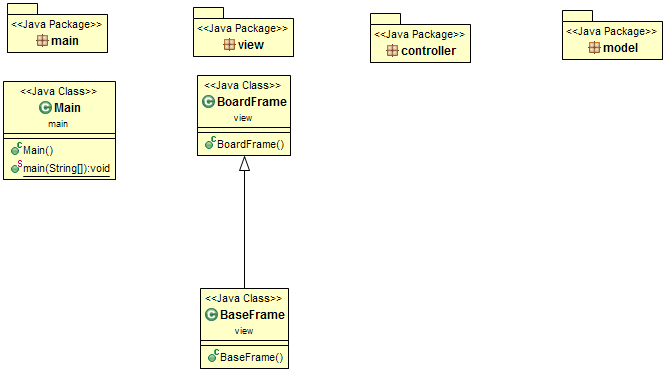 <<Java Package>>
main
<<Java Package>>
view
<<Java Package>>
controller
<<Java Package>>
model
<<Java Class>>
C Main
main
C Main()
S main(String[]):void
<<Java Class>>
C BoardFrame
view
C BoardFrame()
<<Java Class>>
C BaseFrame
view
C BaseFrame()